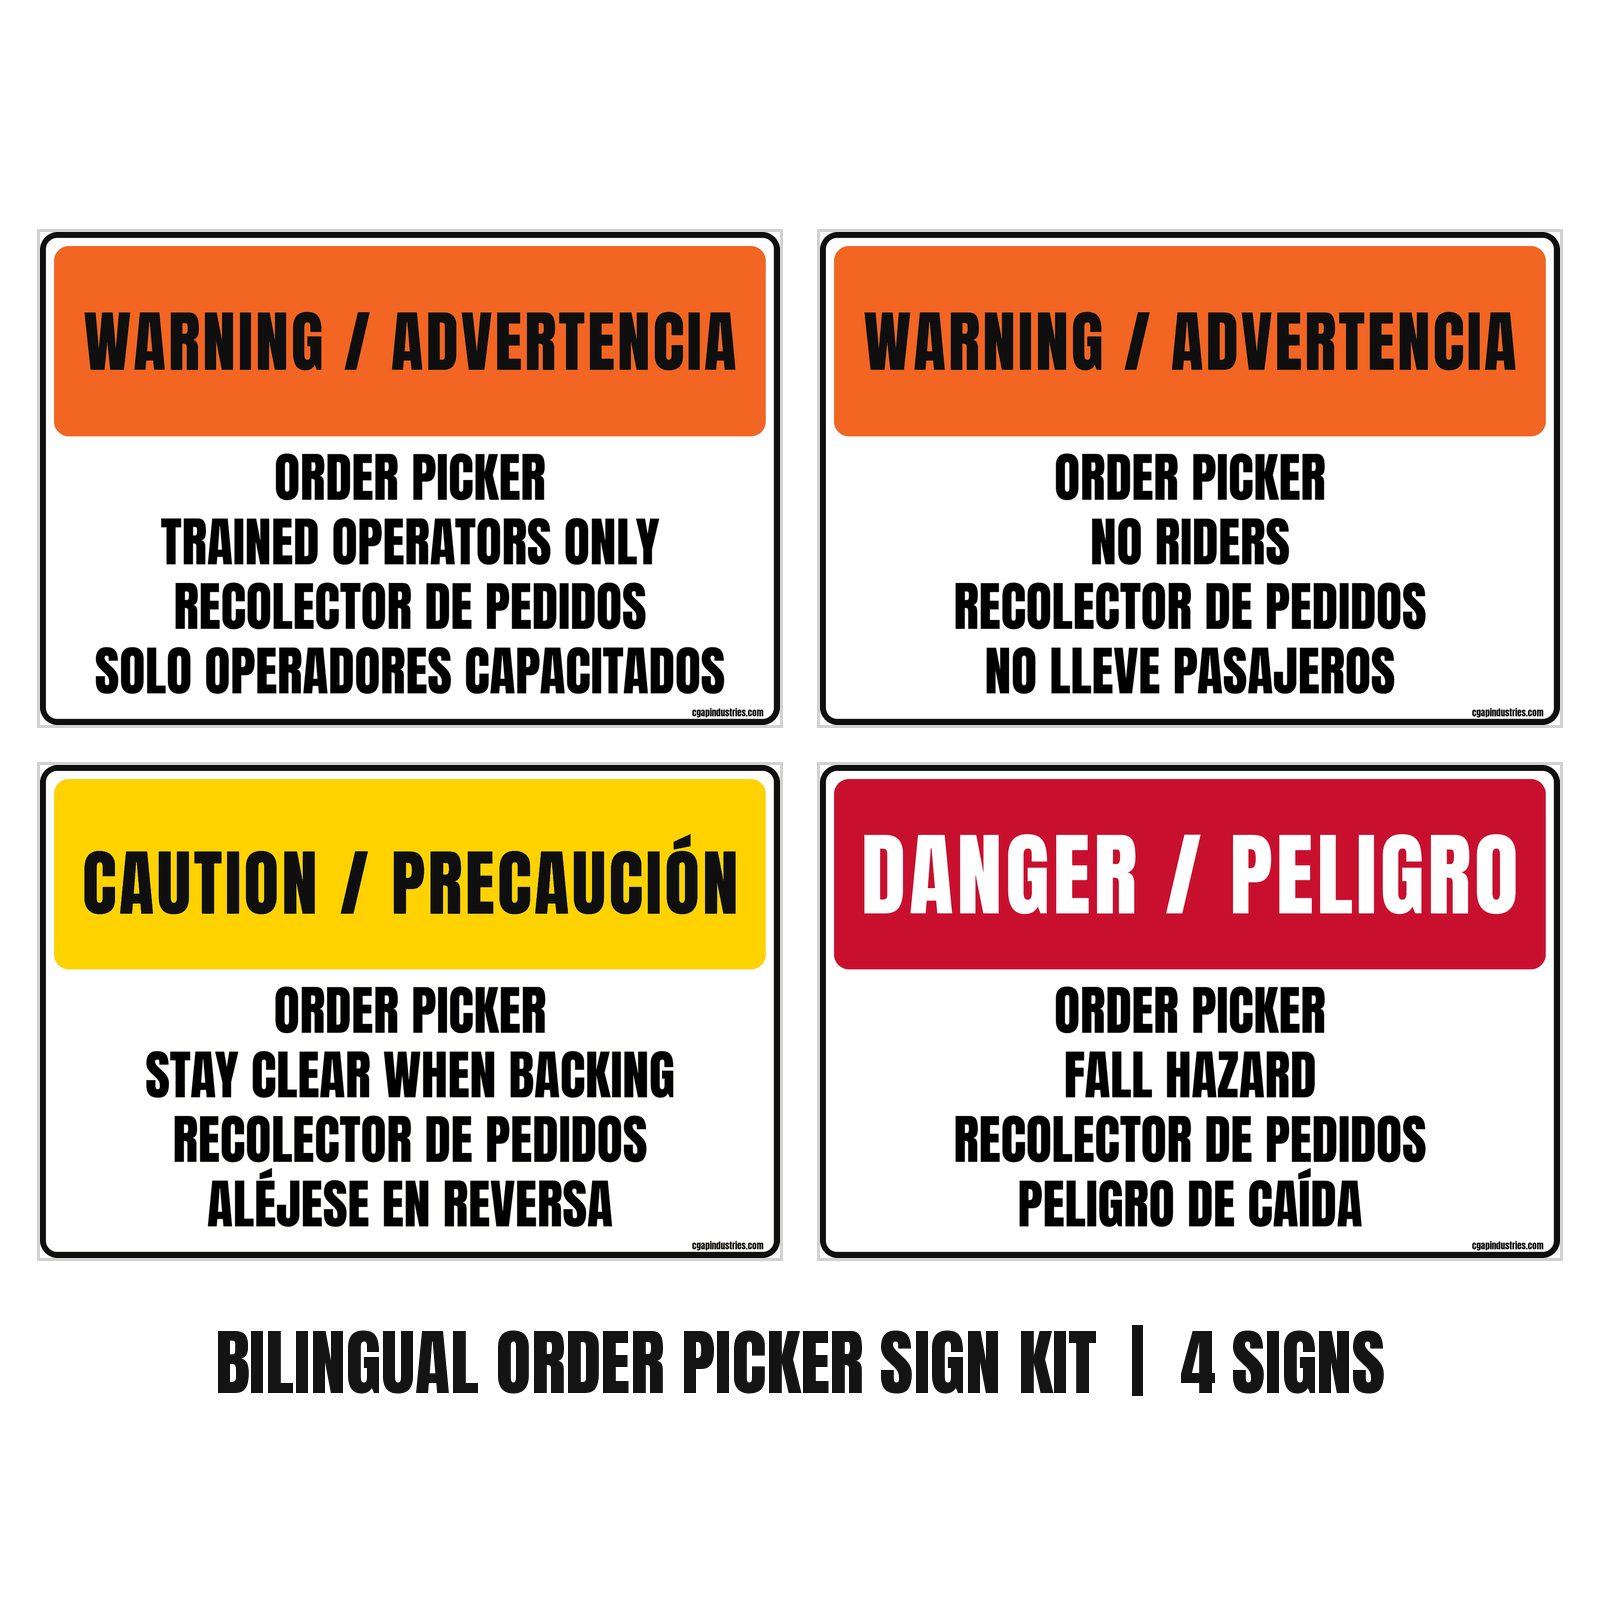 WARNING / ADVERTENCIA
ORDER PICKER
TRAINED OPERATORS ONLY
RECOLECTOR DE PEDIDOS
SOLO OPERADORES CAPACITADOS
cgapindustries.com
WARNING / ADVERTENCIA
ORDER PICKER
NO RIDERS
RECOLECTOR DE PEDIDOS
NO LLEVE PASAJEROS
cgapindustries.com
CAUTION / PRECAUCIÓN
ORDER PICKER
STAY CLEAR WHEN BACKING
RECOLECTOR DE PEDIDOS
ALÉJESE EN REVERSA
cgapindustries.com
DANGER / PELIGRO
ORDER PICKER
FALL HAZARD
RECOLECTOR DE PEDIDOS
PELIGRO DE CAÍDA
cgapindustries.com
BILINGUAL ORDER PICKER SIGN KIT | 4 SIGNS